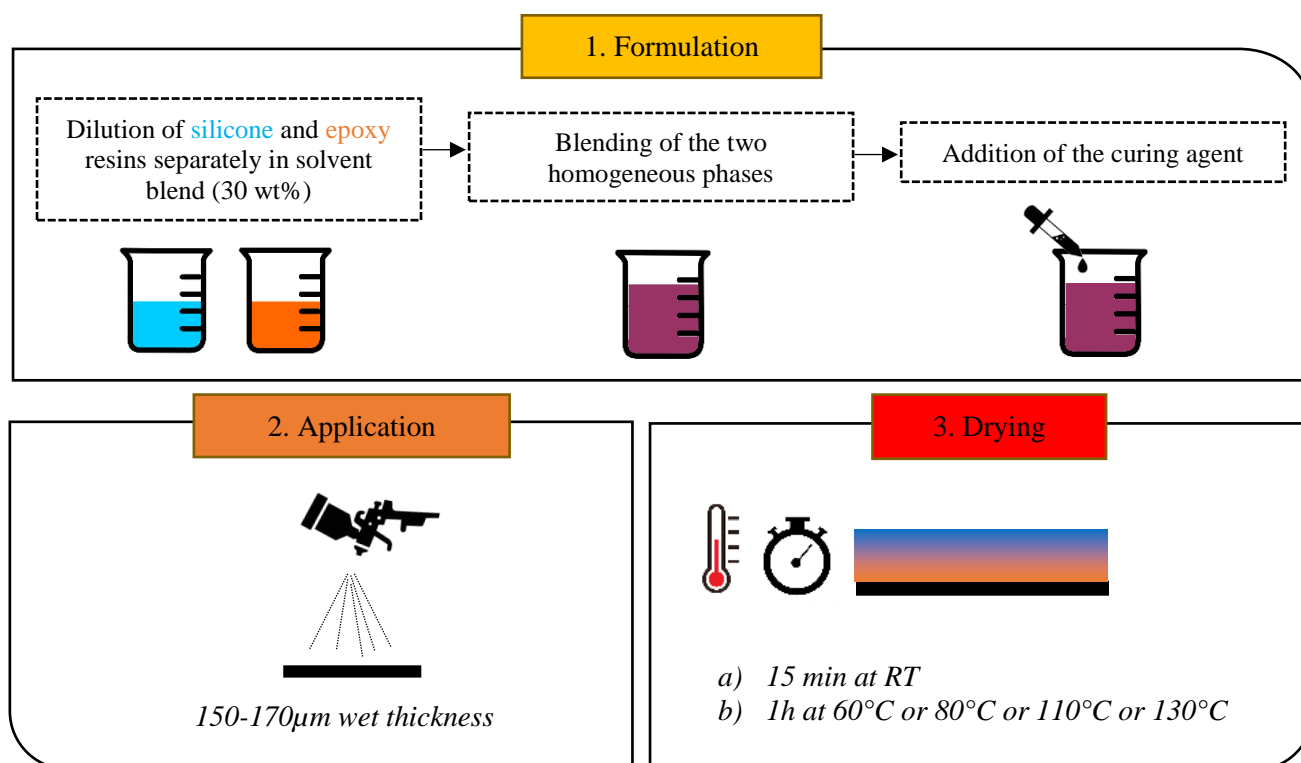 1. Formulation
Dilution of silicone and epoxy
resins separately in solvent
blend (30 wt%)
Blending of the two
homogeneous phases
Addition of the curing agent
2. Application
150-170µm wet thickness
3. Drying
a) 15 min at RT
b) 1h at 60°C or 80°C or 110°C or 130°C